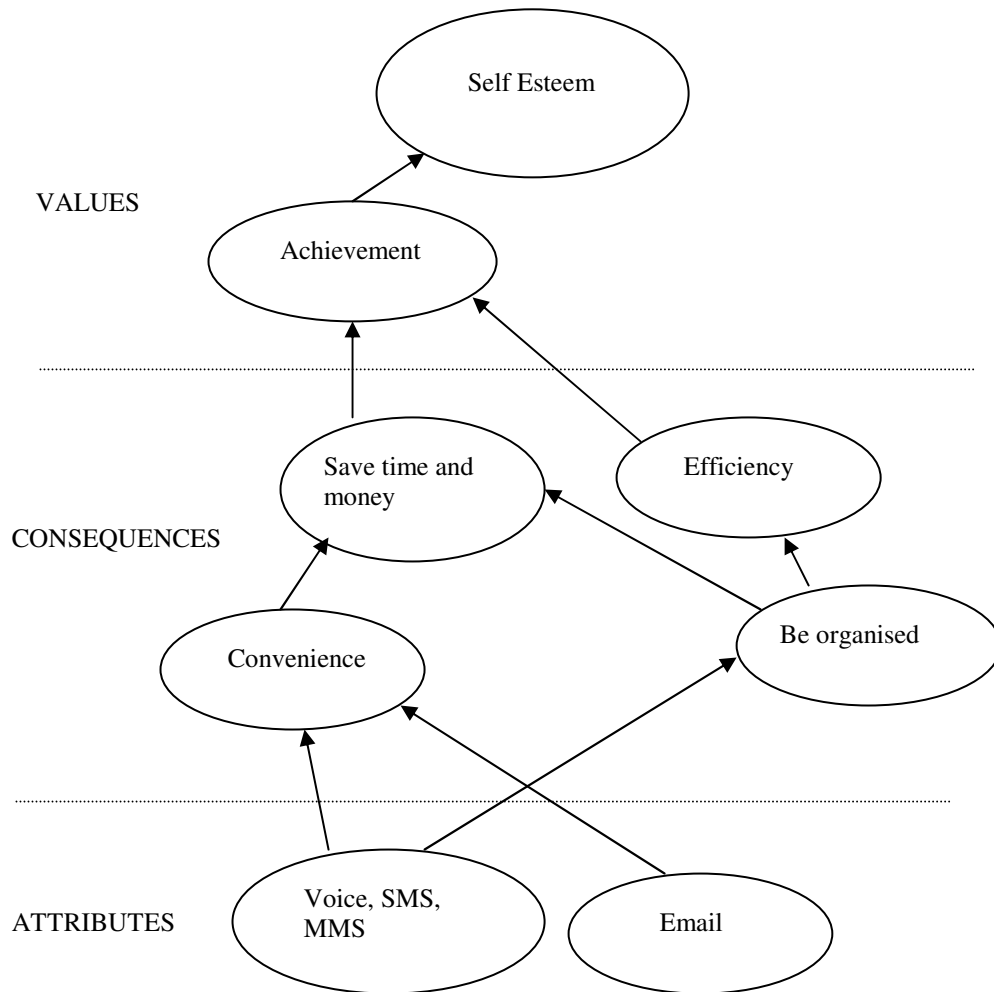 Self Esteem
VALUES
Achievement
Save time and
money
Efficiency
CONSEQUENCES
Be organised
Convenience
Voice, SMS,
MMS
Email
ATTRIBUTES